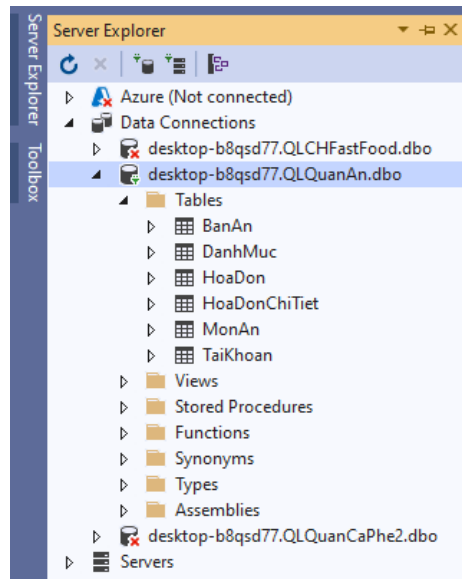 Server Explorer
Toolbox
Server Explorer
Azure (Not connected)
Data Connections
desktop-b8qsd77.QLCHFastFood.dbo
desktop-b8qsd77.QLQuanAn.dbo
Tables
BanAn
DanhMuc
HoaDon
HoaDonChiTiet
MonAn
TaiKhoan
Views
Stored Procedures
Functions
Synonyms
Types
Assemblies
desktop-b8qsd77.QLQuanCaPhe2.dbo
Servers